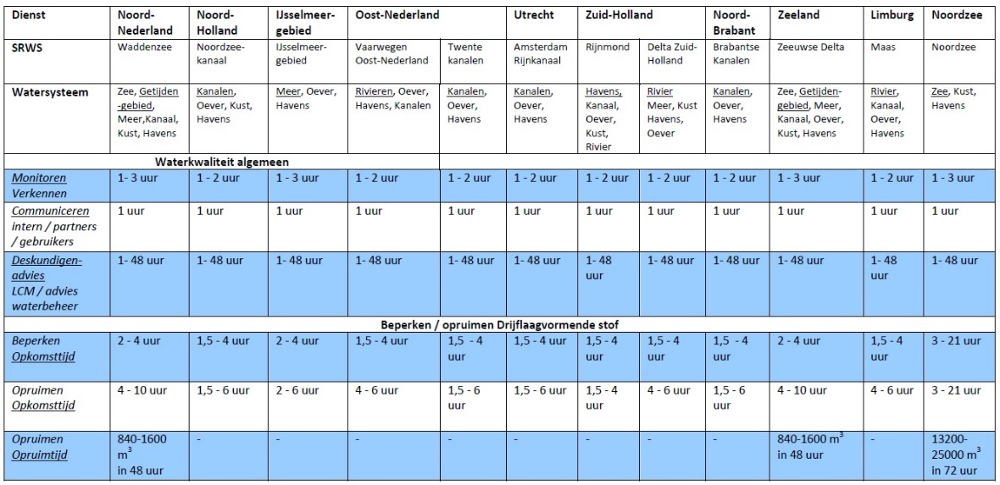 Dienst Noord-Nederland Noord-Holland IJsselmeer-gebied Oost-Nederland Utrecht Zuid-Holland Noord-Brabant Zeeland Limburg Noordzee
SRWS Waddenzee Noordzee-kanaal IJsselmeer-gebied Vaarwegen Oost-Nederland Twente kanalen Amsterdam Rijnkanaal Rijnmond Delta Zuid-Holland Brabantse Kanalen Zeeuwse Delta Maas Noordzee
Watersysteem Zee, Getijden-gebied, Meer,Kanaal, Kust, Havens Kanalen, Oever, Kust, Havens Meer, Oever, Havens Rivieren, Oever, Havens, Kanalen Kanalen, Oever, Havens Kanalen, Oever, Havens Havens, Kanaal, Oever, Kust, Rivier Rivier Meer, Kust Havens, Oever Kanalen, Oever, Havens Zee, Getijden-gebied, Meer, Kanaal, Oever, Kust, Havens Rivier, Kanaal, Oever, Havens Zee, Kust, Havens
Waterkwaliteit algemeen
Monitoren Verkennen 1- 3 uur 1 - 2 uur 1 - 3 uur 1 - 2 uur 1 - 2 uur 1 - 2 uur 1 - 2 uur 1 - 2 uur 1 - 2 uur 1 - 3 uur 1 - 2 uur 1 - 3 uur
Communiceren intern / partners / gebruikers 1 uur 1 uur 1 uur 1 uur 1 uur 1 uur 1 uur 1 uur 1 uur 1 uur 1 uur 1 uur
Deskundigen-advies LCM / advies waterbeheer 1- 48 uur 1- 48 uur 1- 48 uur 1- 48 uur 1- 48 uur 1- 48 uur 1- 48 uur 1- 48 uur 1- 48 uur 1- 48 uur 1- 48 uur 1- 48 uur
Beperken / opruimen Drijflaagvormende stof
Beperken Opkomsttijd 2 - 4 uur 1,5 - 4 uur 2 - 4 uur 1,5 - 4 uur 1,5 - 4 uur 1,5 - 4 uur 1,5 - 4 uur 1,5 - 4 uur 1,5 - 4 uur 2 - 4 uur 1,5 - 4 uur 3 - 21 uur
Opruimen Opkomsttijd 4 - 10 uur 1,5 - 6 uur 2 - 6 uur 4 - 6 uur 1,5 - 6 uur 1,5 - 6 uur 1,5 - 4 uur 4 - 6 uur 1,5 - 6 uur 4 - 10 uur 4 - 6 uur 3 - 21 uur
Opruimen Opruimtijd 840-1600 m³ in 48 uur - - - - - - - - 840-1600 m³ in 48 uur - 13200-25000 m³ in 72 uur